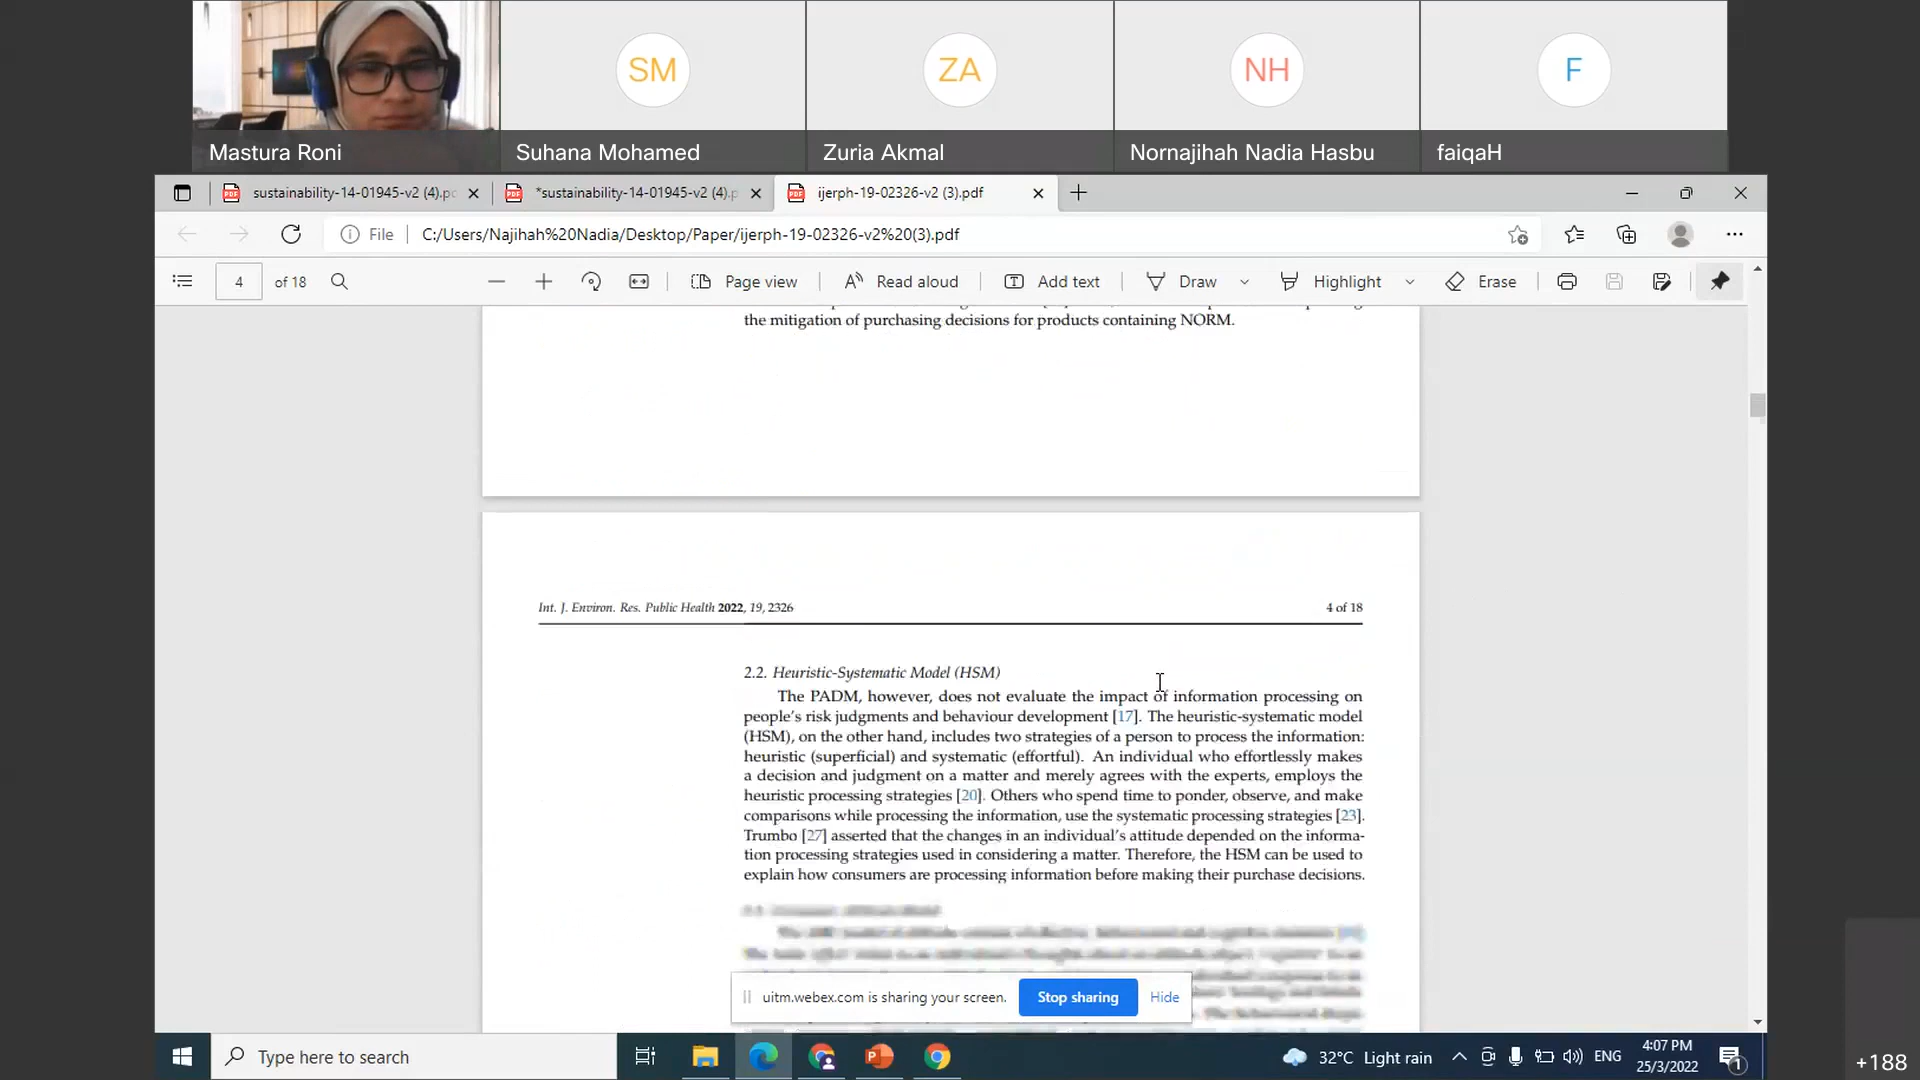 SM
ZA
NH
F
Mastura Roni
Suhana Mohamed
Zuria Akmal
Nornajihah Nadia Hasbu
faiqaH
sustainability-14-01945-v2 (4).p
*sustainability-14-01945-v2 (4).p
ijerph-19-02326-v2 (3).pdf
File
C:/Users/Najihah%20Nadia/Desktop/Paper/ijerph-19-02326-v2%20(3).pdf
4 of 18
Page view
Read aloud
Add text
Draw
Highlight
Erase
the mitigation of purchasing decisions for products containing NORM.
Int. J. Environ. Res. Public Health 2022, 19, 2326
4 of 18
2.2. Heuristic-Systematic Model (HSM)
The PADM, however, does not evaluate the impact of information processing on
people's risk judgments and behaviour development [17]. The heuristic-systematic model
(HSM), on the other hand, includes two strategies of a person to process the information:
heuristic (superficial) and systematic (effortful). An individual who effortlessly makes
a decision and judgment on a matter and merely agrees with the experts, employs the
heuristic processing strategies [20]. Others who spend time to ponder, observe, and make
comparisons while processing the information, use the systematic processing strategies [23].
Trumbo [27] asserted that the changes in an individual's attitude depended on the informa-
tion processing strategies used in considering a matter. Therefore, the HSM can be used to
explain how consumers are processing information before making their purchase decisions.
uitm.webex.com is sharing your screen.
Stop sharing
Hide
Type here to search
32°C Light rain
ENG
4:07 PM
25/3/2022
1
+188